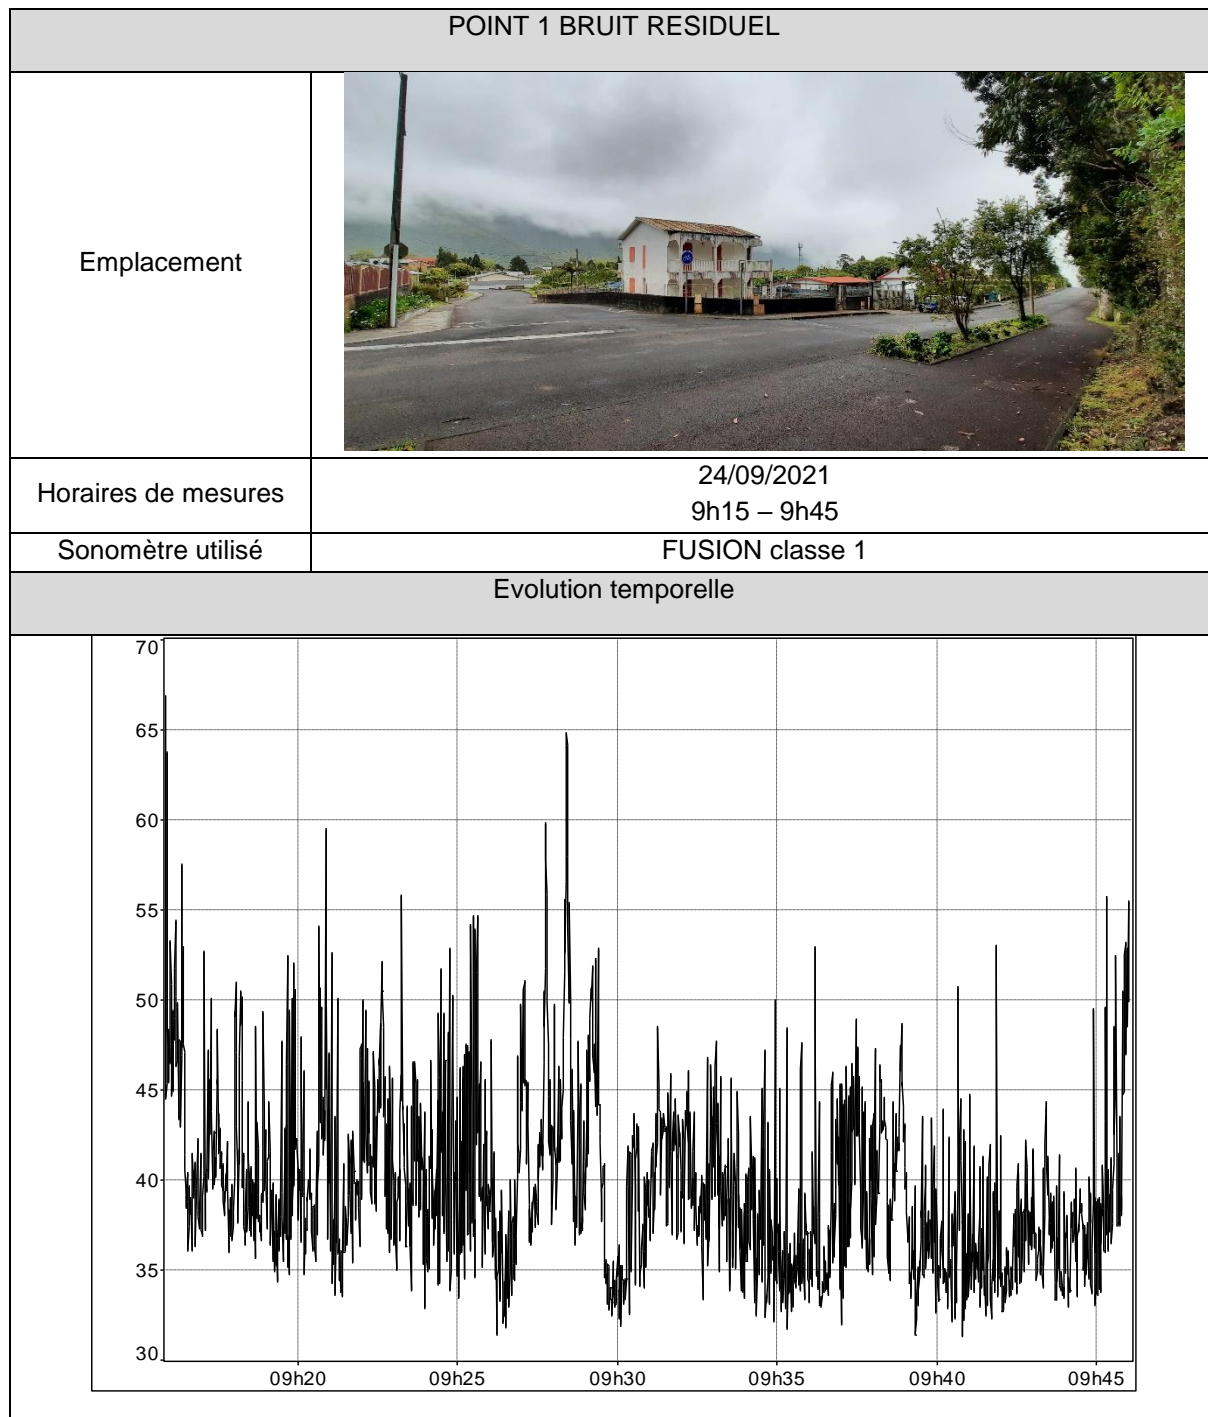 POINT 1 BRUIT RESIDUEL
Emplacement
Horaires de mesures
24/09/2021
9h15 – 9h45
Sonomètre utilisé
FUSION classe 1
Evolution temporelle
70
65
60
55
50
45
40
35
30
09h20
09h25
09h30
09h35
09h40
09h45